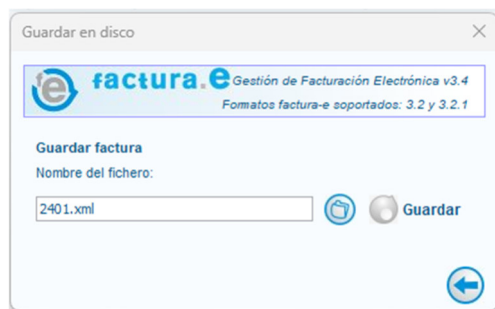 Guardar en disco
factura.e Gestión de Facturación Electrónica v3.4
Formatos factura-e soportados: 3.2 y 3.2.1
Guardar factura
Nombre del fichero:
2401.xml
Guardar